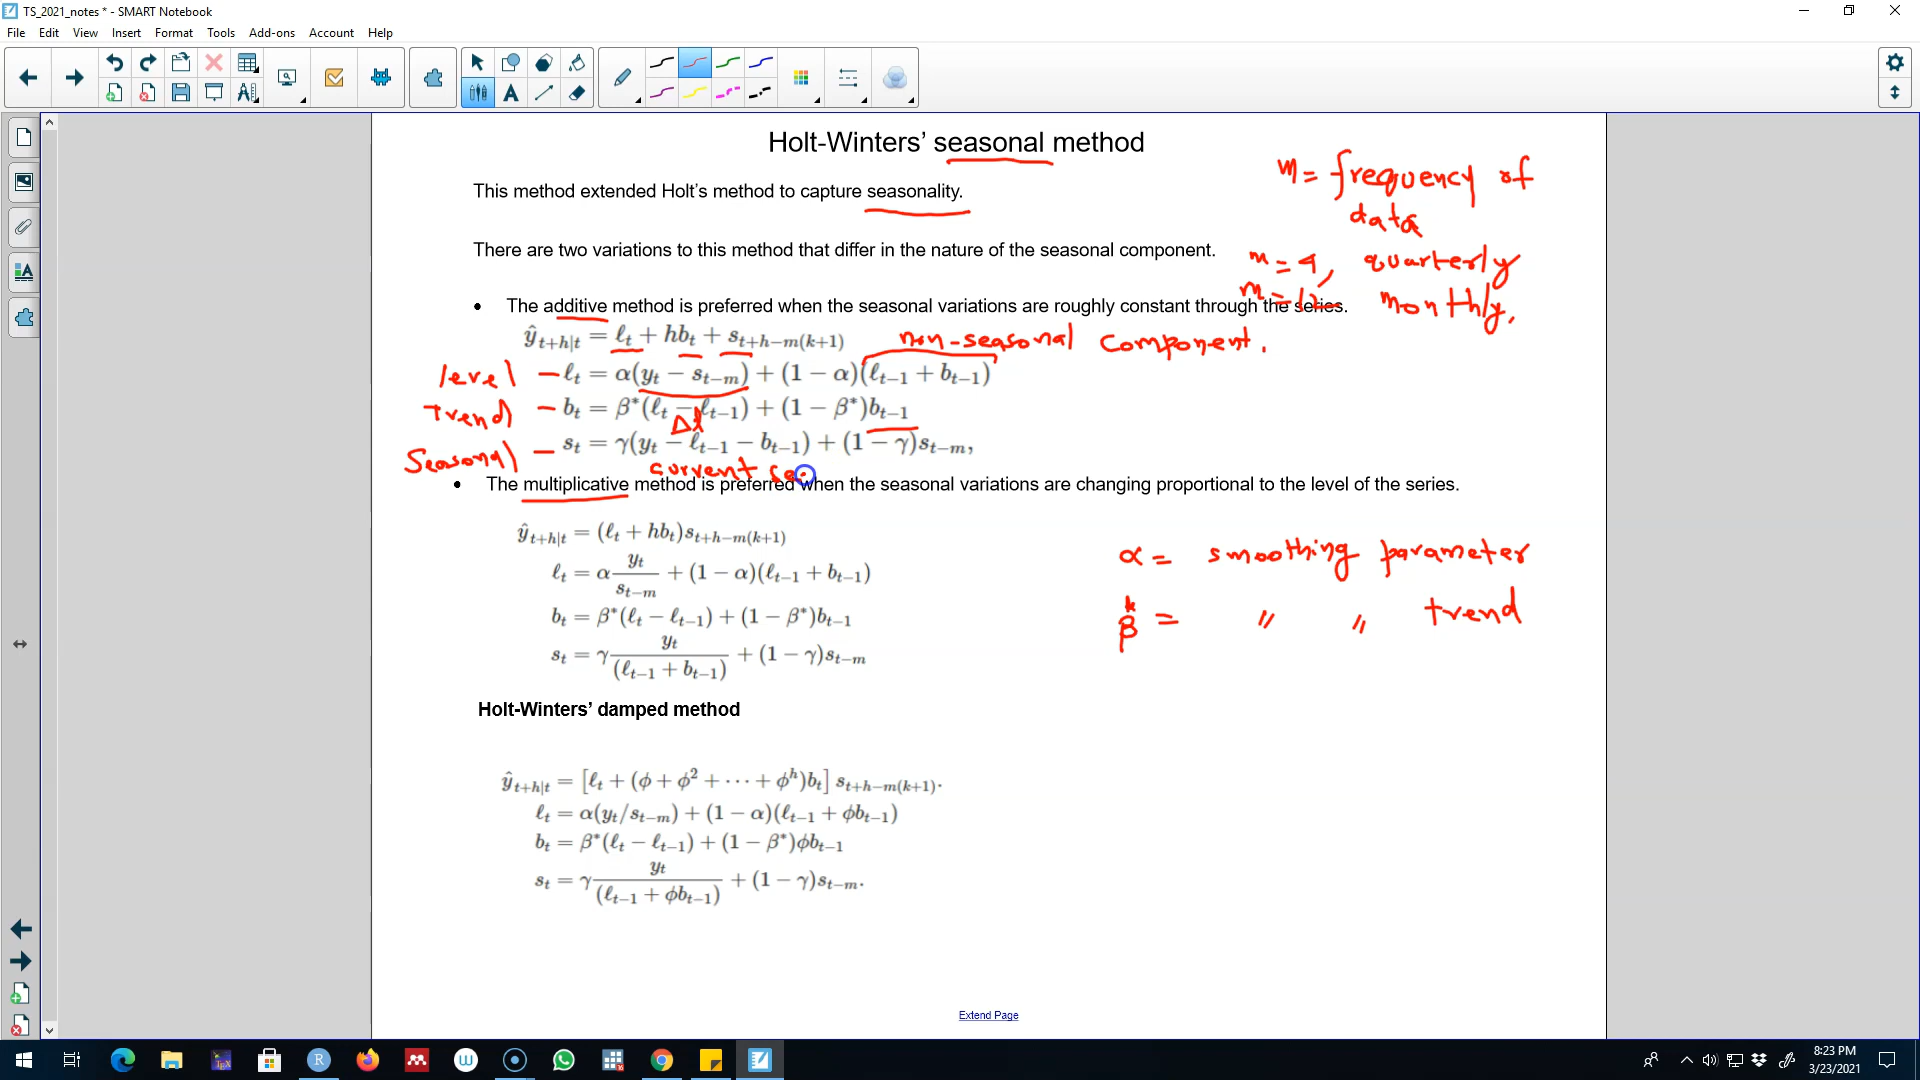 TS_2021_notes * - SMART Notebook
File Edit View Insert Format Tools Add-ons Account Help
Holt-Winters’ seasonal method
m = frequency of
data
This method extended Holt’s method to capture seasonality.
There are two variations to this method that differ in the nature of the seasonal component.
m = 4, quarterly
m = 12 monthly,
• The additive method is preferred when the seasonal variations are roughly constant through the series.
ŷ_{t+h|t} = ℓ_t + hb_t + s_{t+h−m(k+1)}
non-seasonal component.
level – ℓ_t = α(y_t − s_{t−m}) + (1 − α)(ℓ_{t−1} + b_{t−1})
Trend – b_t = β*(ℓ_t − ℓ_{t−1}) + (1 − β*)b_{t−1}
Δℓ
Seasonal – s_t = γ(y_t − ℓ_{t−1} − b_{t−1}) + (1 − γ)s_{t−m},
current sea
• The multiplicative method is preferred when the seasonal variations are changing proportional to the level of the series.
ŷ_{t+h|t} = (ℓ_t + hb_t)s_{t+h−m(k+1)}
ℓ_t = α y_t / s_{t−m} + (1 − α)(ℓ_{t−1} + b_{t−1})
b_t = β*(ℓ_t − ℓ_{t−1}) + (1 − β*)b_{t−1}
s_t = γ y_t / (ℓ_{t−1} + b_{t−1}) + (1 − γ)s_{t−m}
α = smoothing parameter
β* = " " trend
Holt-Winters’ damped method
ŷ_{t+h|t} = [ℓ_t + (ϕ + ϕ² + ⋯ + ϕ^h)b_t] s_{t+h−m(k+1)}.
ℓ_t = α(y_t/s_{t−m}) + (1 − α)(ℓ_{t−1} + ϕb_{t−1})
b_t = β*(ℓ_t − ℓ_{t−1}) + (1 − β*)ϕb_{t−1}
s_t = γ y_t / (ℓ_{t−1} + ϕb_{t−1}) + (1 − γ)s_{t−m}.
Extend Page
8:23 PM
3/23/2021